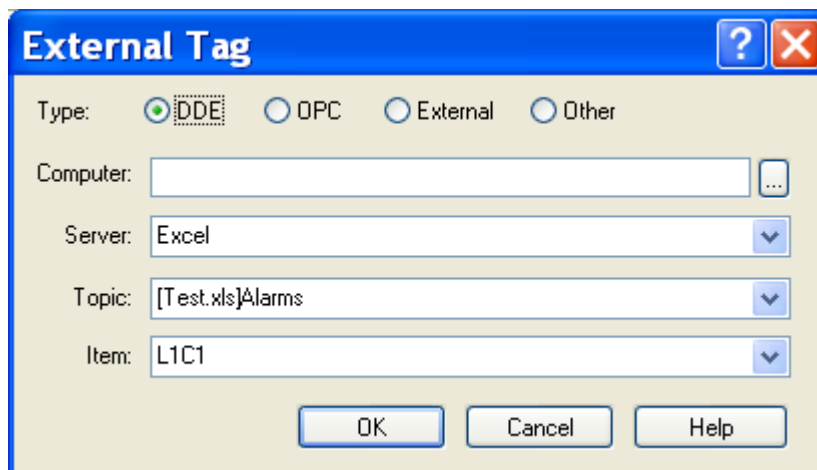 External Tag
Type: DDE OPC External Other
Computer: ...
Server: Excel
Topic: [Test.xls]Alarms
Item: L1C1
OK Cancel Help